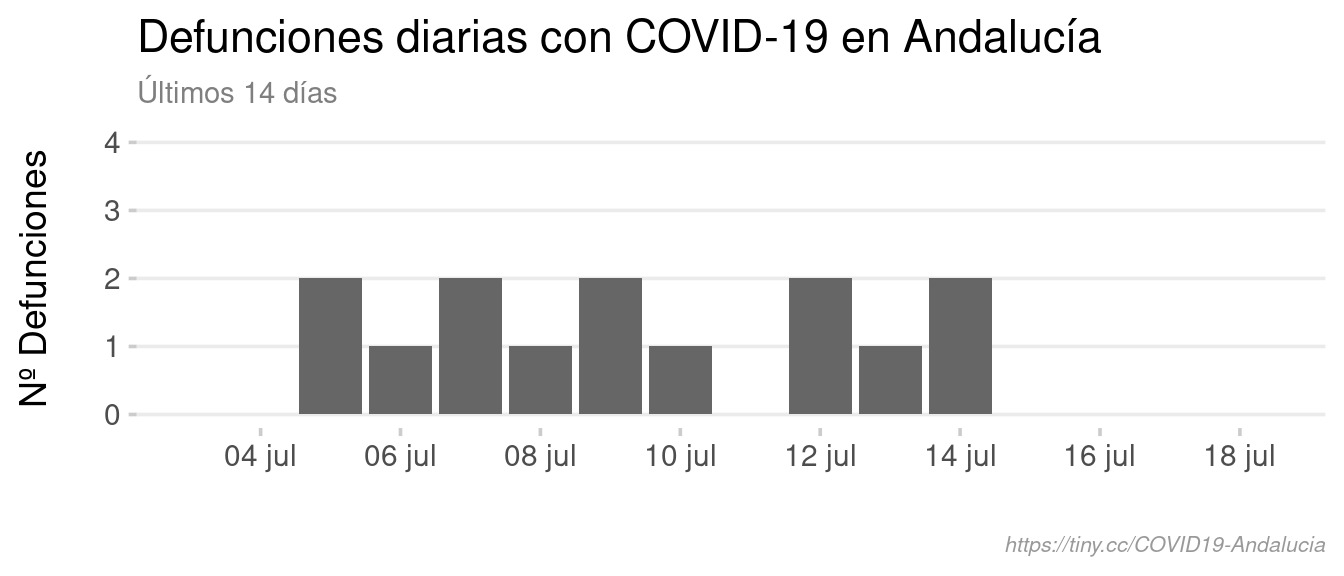 Defunciones diarias con COVID-19 en Andalucía
Últimos 14 días
Nº Defunciones
4
3
2
1
0
04 jul 06 jul 08 jul 10 jul 12 jul 14 jul 16 jul 18 jul
https://tiny.cc/COVID19-Andalucia